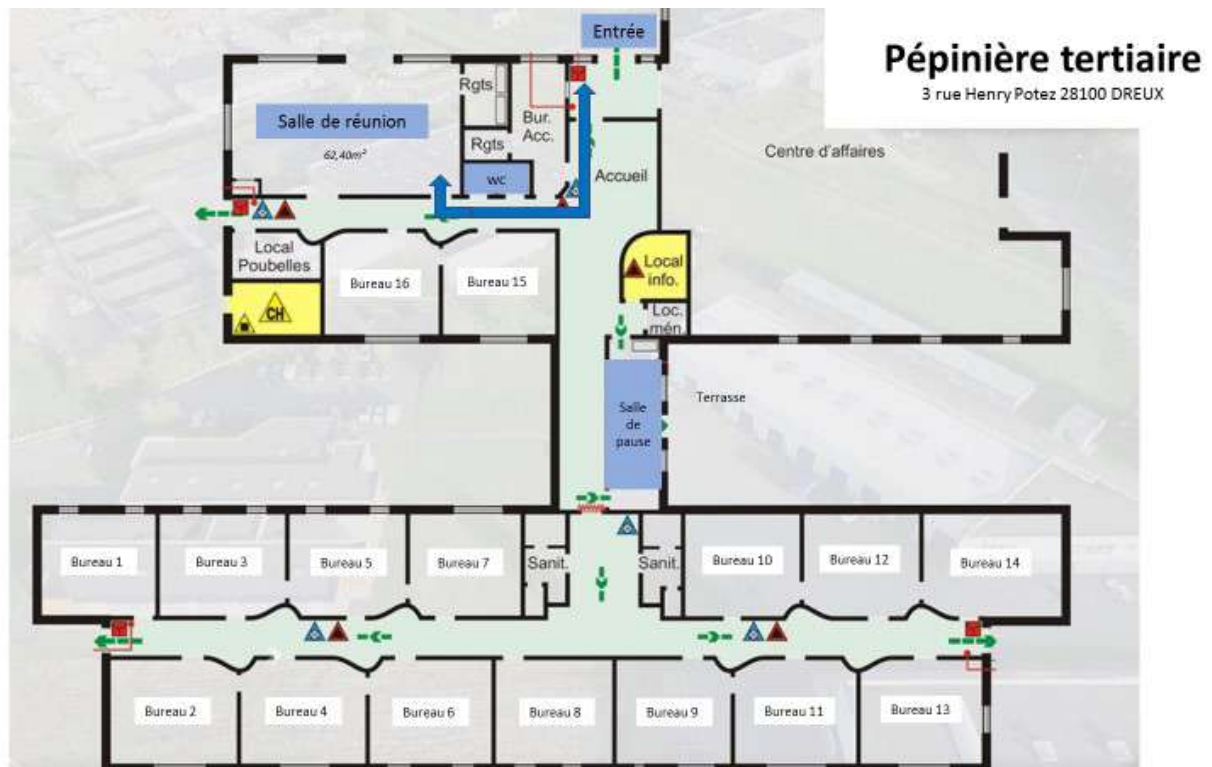 Pépinière tertiaire
3 rue Henry Potez 28100 DREUX
Entrée
Rgts
Salle de réunion
62,40m²
Bur.
Acc.
Rgts
wc
Accueil
Centre d'affaires
Local
Poubelles
CH
Bureau 16
Bureau 15
Local
info.
Loc.
mén.
Salle
de
pause
Terrasse
Bureau 1
Bureau 3
Bureau 5
Bureau 7
Sanit.
Sanit.
Bureau 10
Bureau 12
Bureau 14
Bureau 2
Bureau 4
Bureau 6
Bureau 8
Bureau 9
Bureau 11
Bureau 13